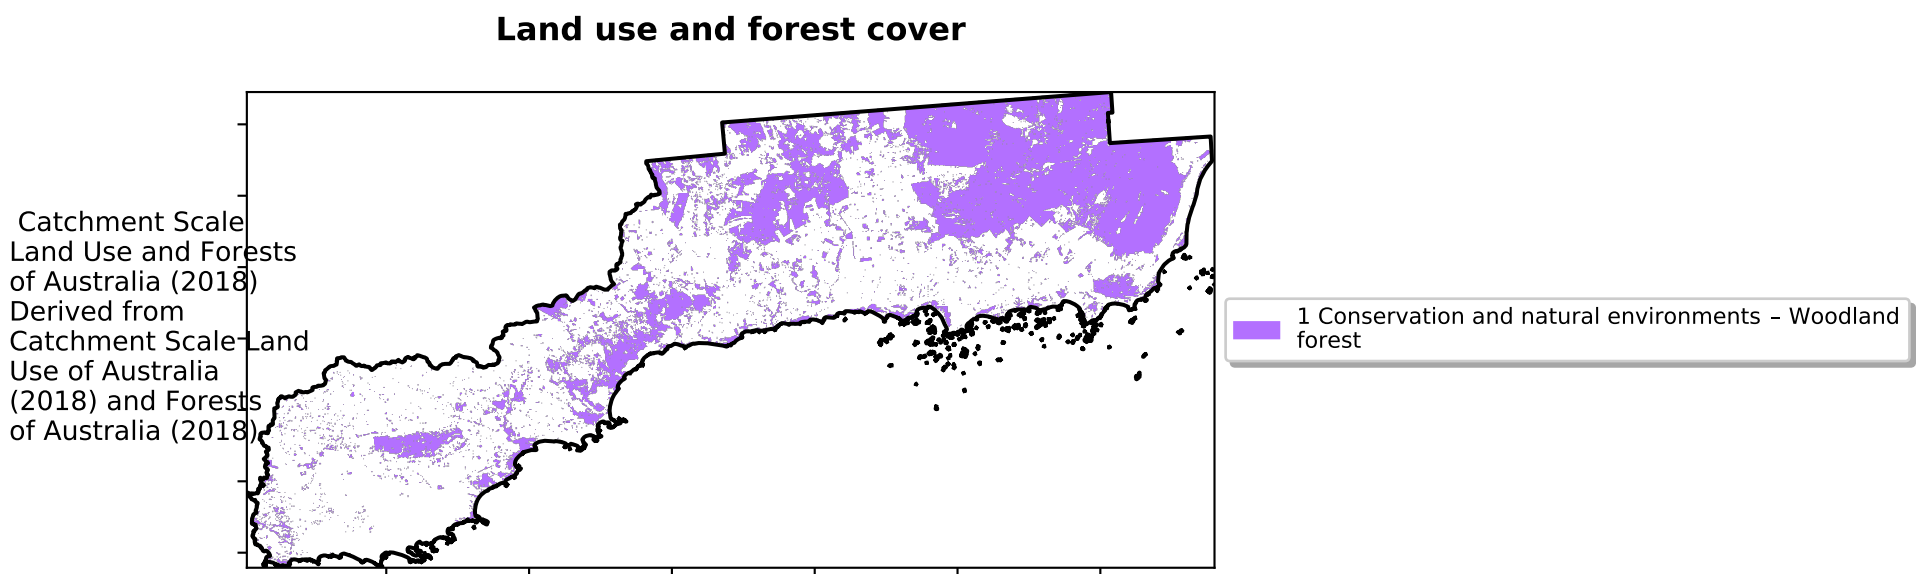 Land use and forest cover
Catchment Scale
Land Use and Forests
of Australia (2018)
Derived from
Catchment Scale Land
Use of Australia
(2018) and Forests
of Australia (2018)
1 Conservation and natural environments – Woodland
forest